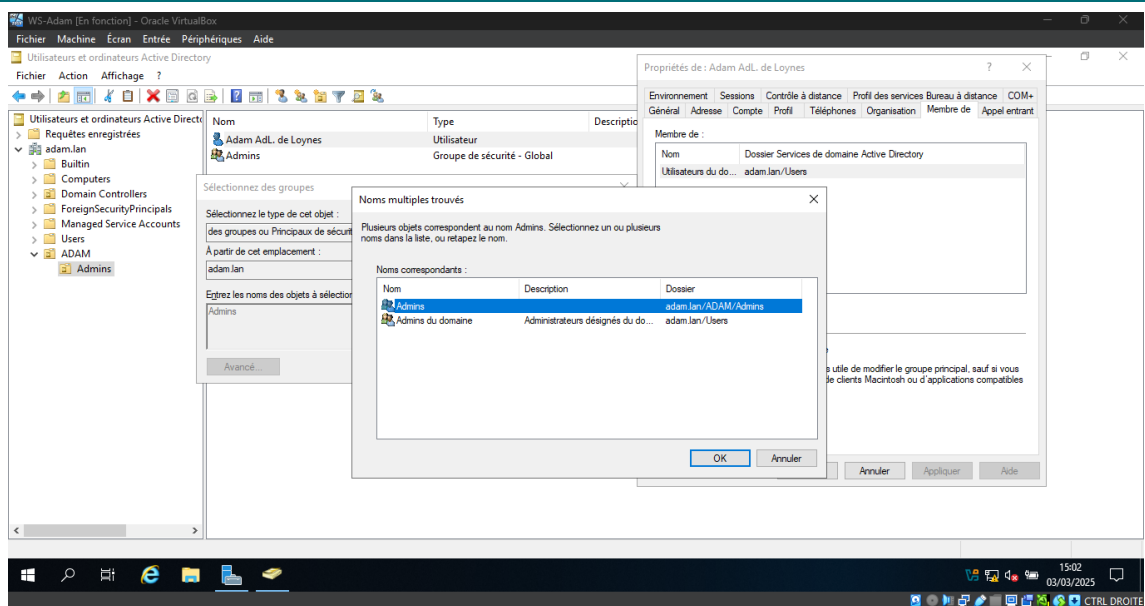 WS-Adam [En fonction] - Oracle VirtualBox
Fichier Machine Écran Entrée Périphériques Aide
Utilisateurs et ordinateurs Active Directory
Fichier Action Affichage ?
Utilisateurs et ordinateurs Active Directo
Requêtes enregistrées
adam.lan
Builtin
Computers
Domain Controllers
ForeignSecurityPrincipals
Managed Service Accounts
Users
ADAM
Admins
Nom Type Descriptio
Adam AdL. de Loynes Utilisateur
Admins Groupe de sécurité - Global
Propriétés de : Adam AdL. de Loynes ?
Environnement Sessions Contrôle à distance Profil des services Bureau à distance COM+
Général Adresse Compte Profil Téléphones Organisation Membre de Appel entrant
Membre de :
Nom Dossier Services de domaine Active Directory
Utilisateurs du do... adam.lan/Users
s utile de modifier le groupe principal, sauf si vous
de clients Macintosh ou d'applications compatibles
Annuler Appliquer Aide
Sélectionnez des groupes
Sélectionnez le type de cet objet :
des groupes ou Principaux de sécurit
À partir de cet emplacement :
adam.lan
Entrez les noms des objets à sélection
Admins
Avancé...
Noms multiples trouvés
Plusieurs objets correspondent au nom Admins. Sélectionnez un ou plusieurs
noms dans la liste, ou retapez le nom.
Noms correspondants :
Nom Description Dossier
Admins adam.lan/ADAM/Admins
Admins du domaine Administrateurs désignés du do... adam.lan/Users
OK Annuler
15:02
03/03/2025
CTRL DROITE